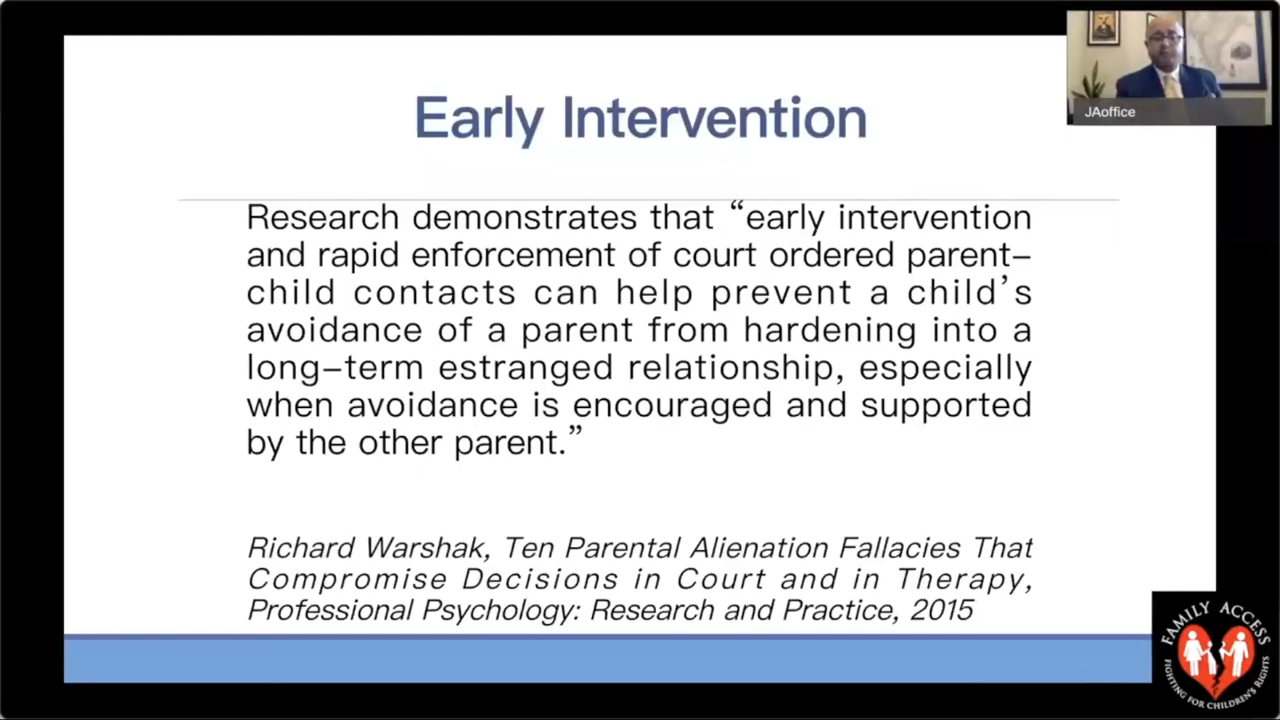 JAoffice
Early Intervention
Research demonstrates that “early intervention
and rapid enforcement of court ordered parent–
child contacts can help prevent a child’s
avoidance of a parent from hardening into a
long–term estranged relationship, especially
when avoidance is encouraged and supported
by the other parent.”
Richard Warshak, Ten Parental Alienation Fallacies That
Compromise Decisions in Court and in Therapy,
Professional Psychology: Research and Practice, 2015
FAMILY ACCESS
FIGHTING FOR CHILDREN'S RIGHTS